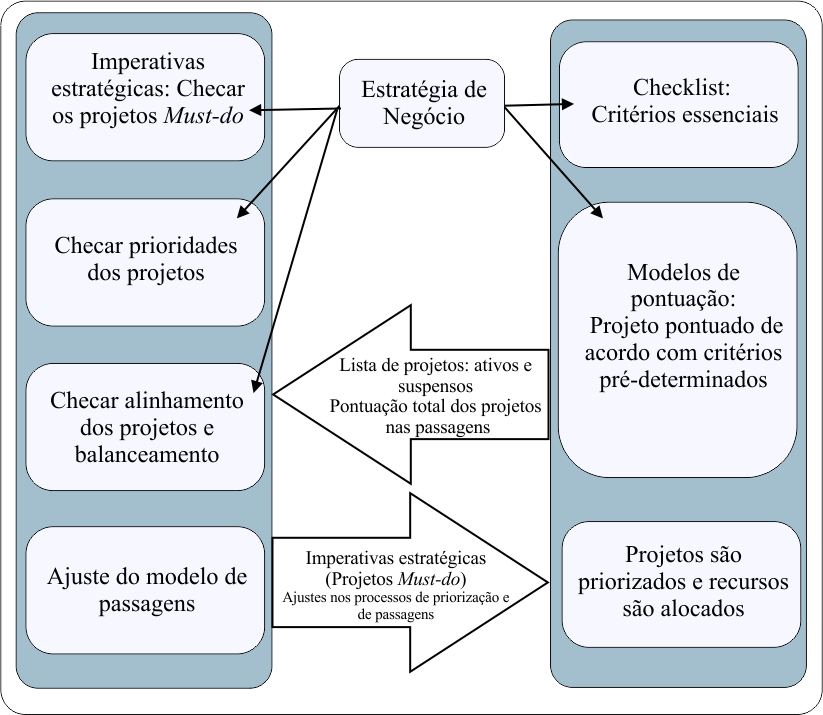 Imperativas
estratégicas: Checar
os projetos Must-do
Checar prioridades
dos projetos
Checar alinhamento
dos projetos e
balanceamento
Ajuste do modelo de
passagens
Estratégia de
Negócio
Lista de projetos: ativos e
suspensos
Pontuação total dos projetos
nas passagens
Imperativas estratégicas
(Projetos Must-do)
Ajustes nos processos de priorização e
de passagens
Checklist:
Critérios essenciais
Modelos de
pontuação:
Projeto pontuado de
acordo com critérios
pré-determinados
Projetos são
priorizados e recursos
são alocados